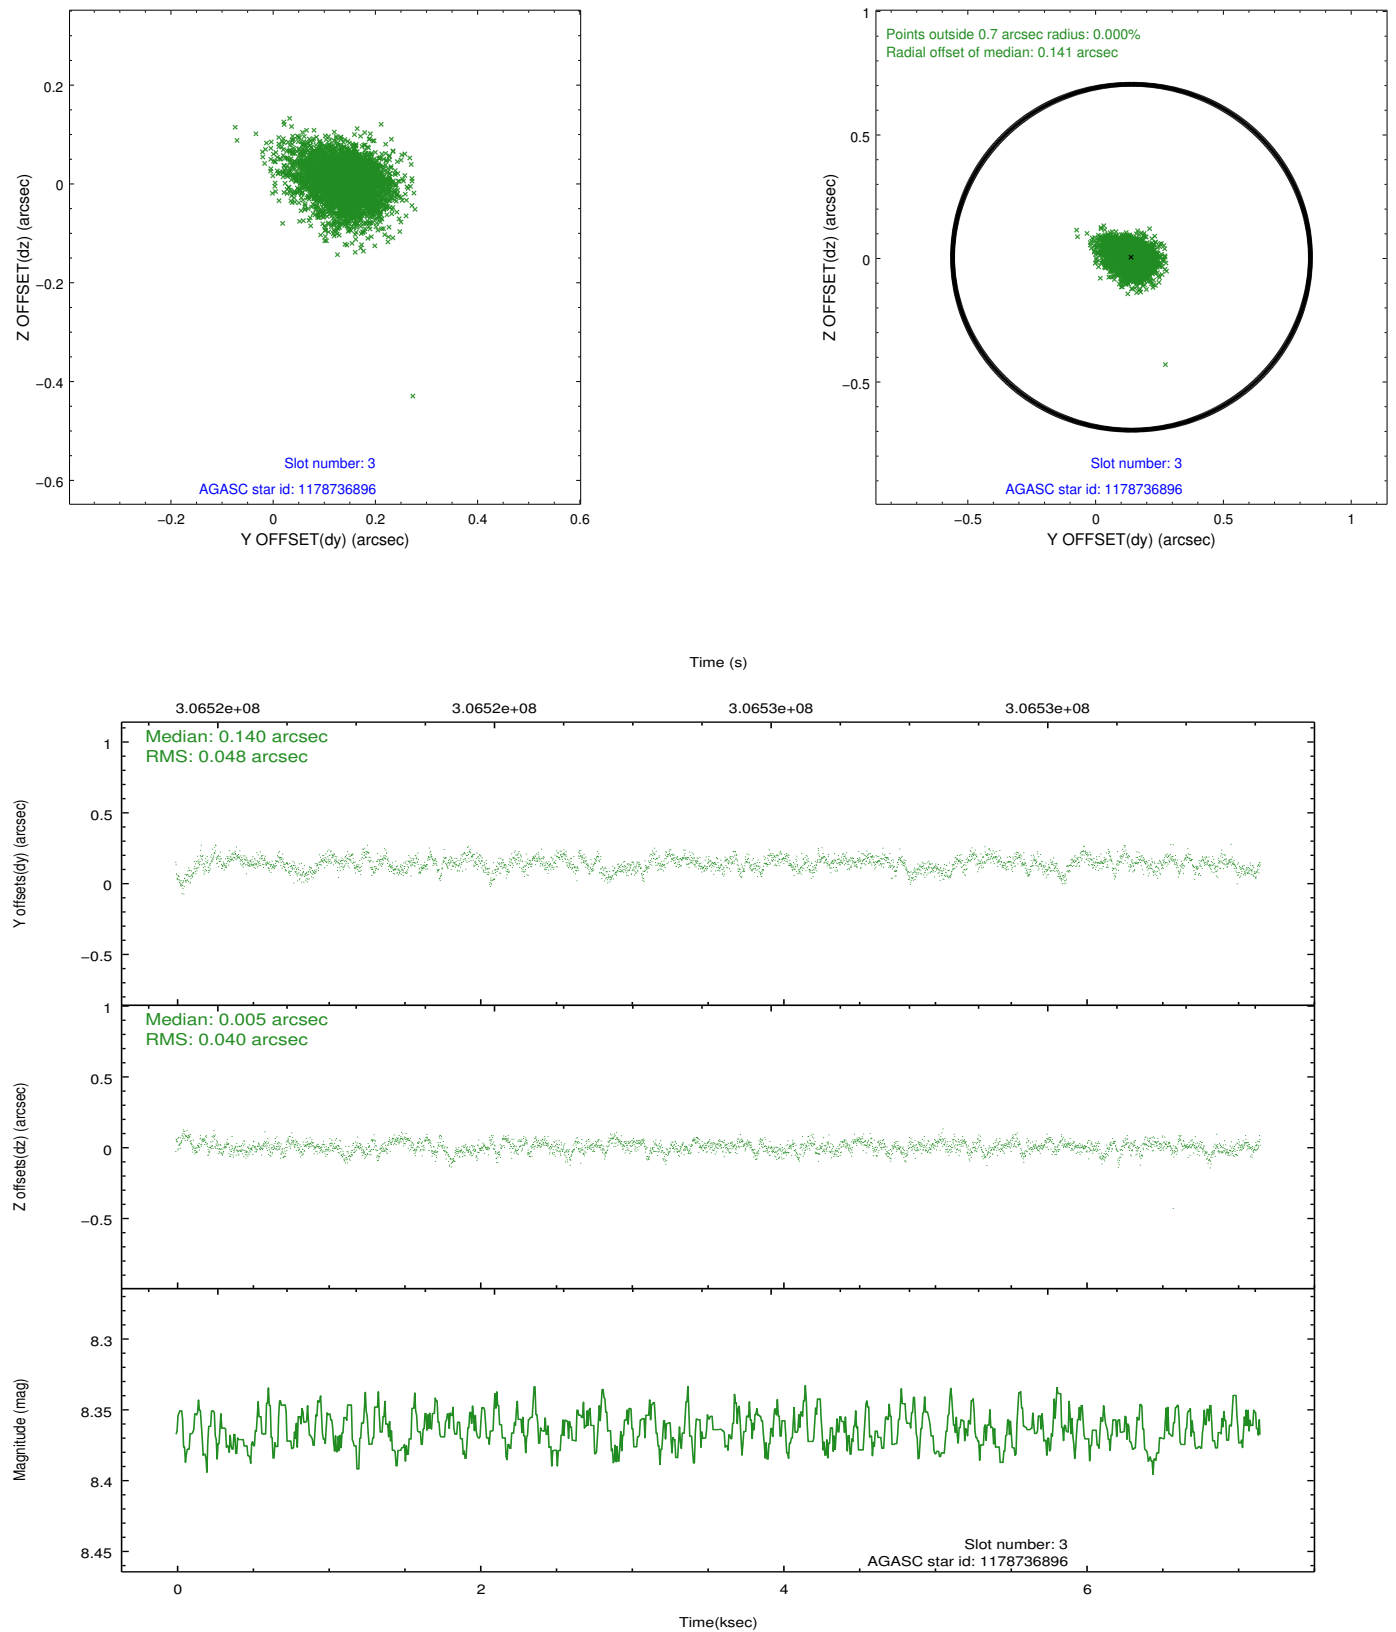 0.2
0
−0.2
−0.4
−0.6
Z OFFSET(dz) (arcsec)
Slot number: 3
AGASC star id: 1178736896
−0.2
0
0.2
0.4
0.6
Y OFFSET(dy) (arcsec)
Points outside 0.7 arcsec radius: 0.000%
Radial offset of median: 0.141 arcsec
1
0.5
0
−0.5
Z OFFSET(dz) (arcsec)
Slot number: 3
AGASC star id: 1178736896
−0.5
0
0.5
1
Y OFFSET(dy) (arcsec)
Time (s)
3.0652e+08
3.0652e+08
3.0653e+08
3.0653e+08
Median: 0.140 arcsec
RMS: 0.048 arcsec
1
0.5
0
−0.5
Y offsets(dy) (arcsec)
Median: 0.005 arcsec
RMS: 0.040 arcsec
1
0.5
0
−0.5
Z offsets(dz) (arcsec)
8.3
8.35
8.4
8.45
Magnitude (mag)
Slot number: 3
AGASC star id: 1178736896
0
2
4
6
Time(ksec)